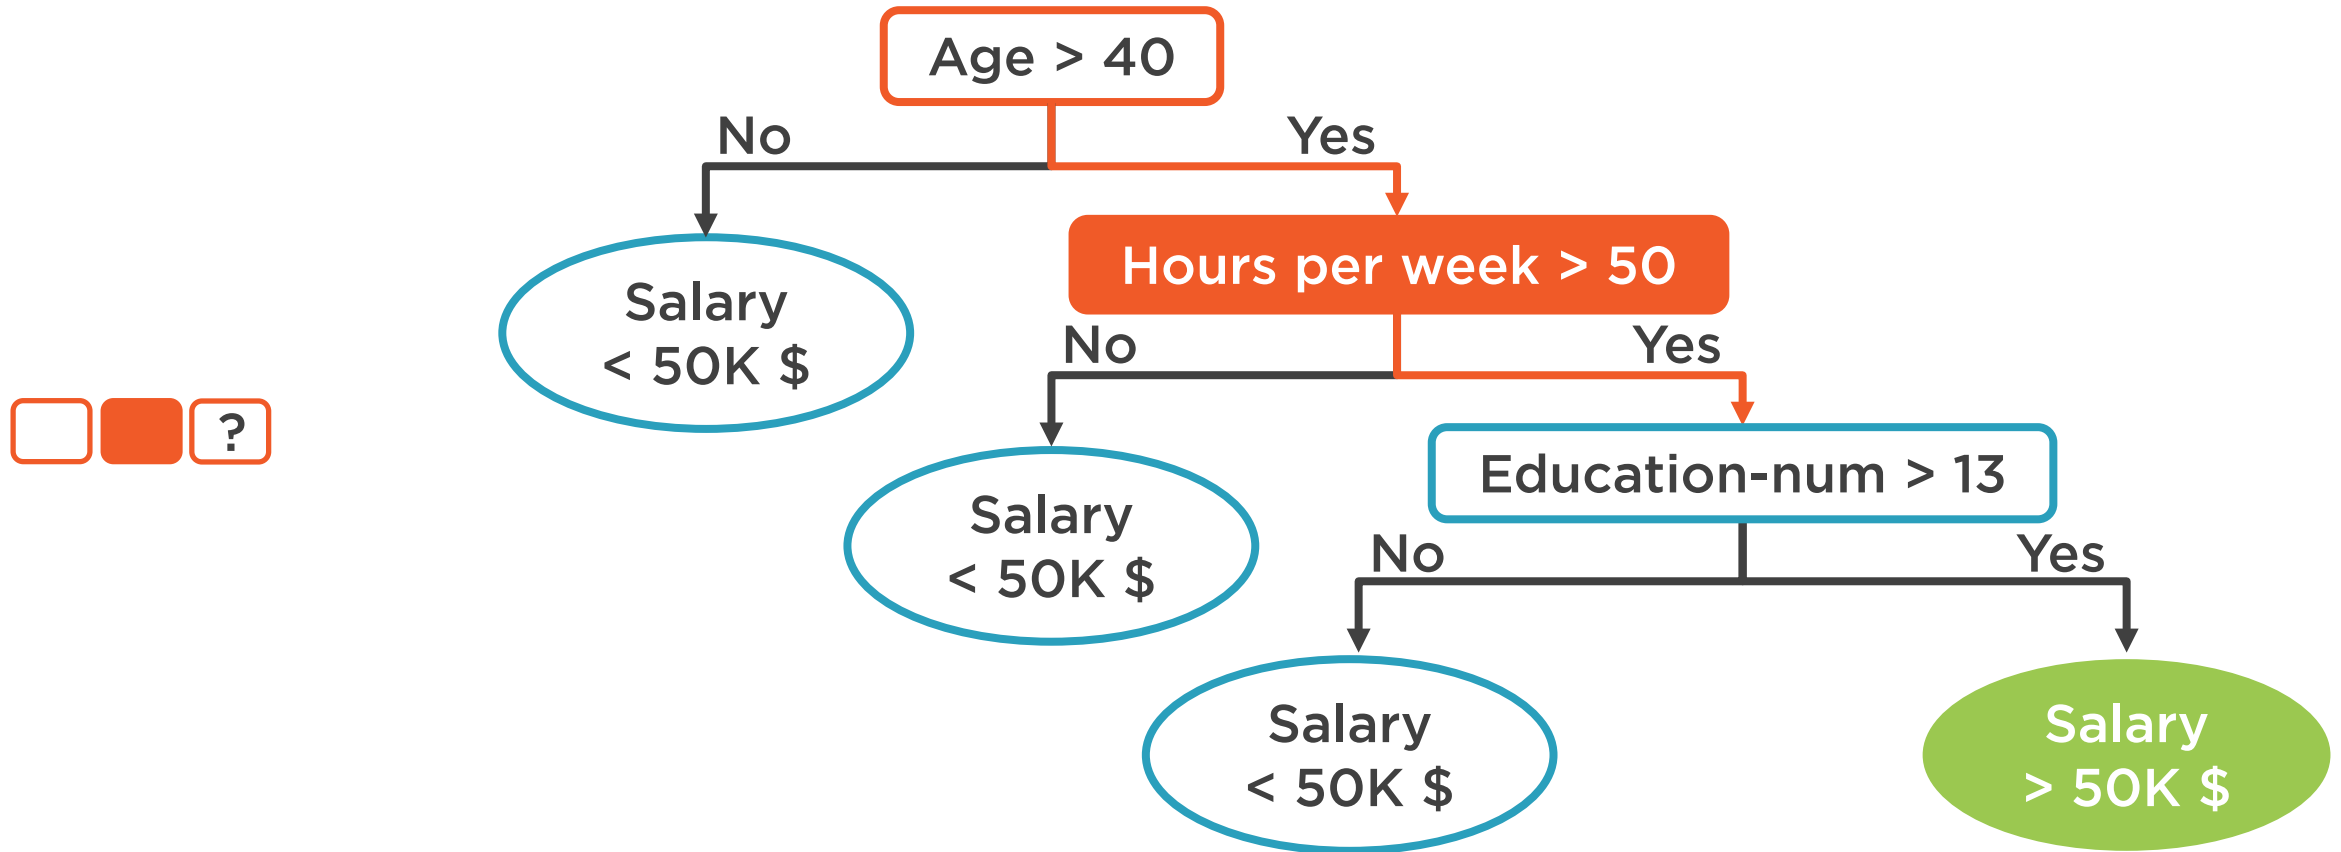 Age > 40
No
Yes
Hours per week > 50
Salary
< 50K $
No
Yes
?
Education-num > 13
Salary
< 50K $
No
Yes
Salary
< 50K $
Salary
> 50K $